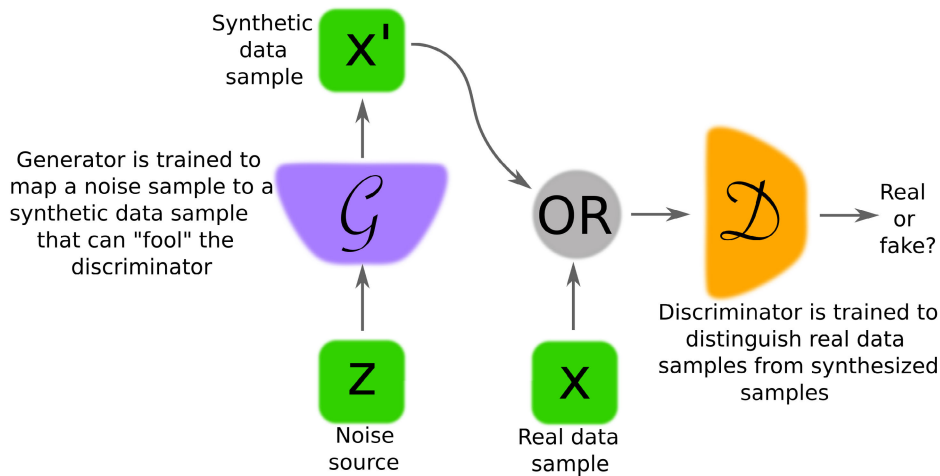 Synthetic
data
sample
x'
Generator is trained to
map a noise sample to a
synthetic data sample
that can "fool" the
discriminator
𝒢
OR
𝒟
Real
or
fake?
Discriminator is trained to
distinguish real data
samples from synthesized
samples
z
x
Noise
source
Real data
sample